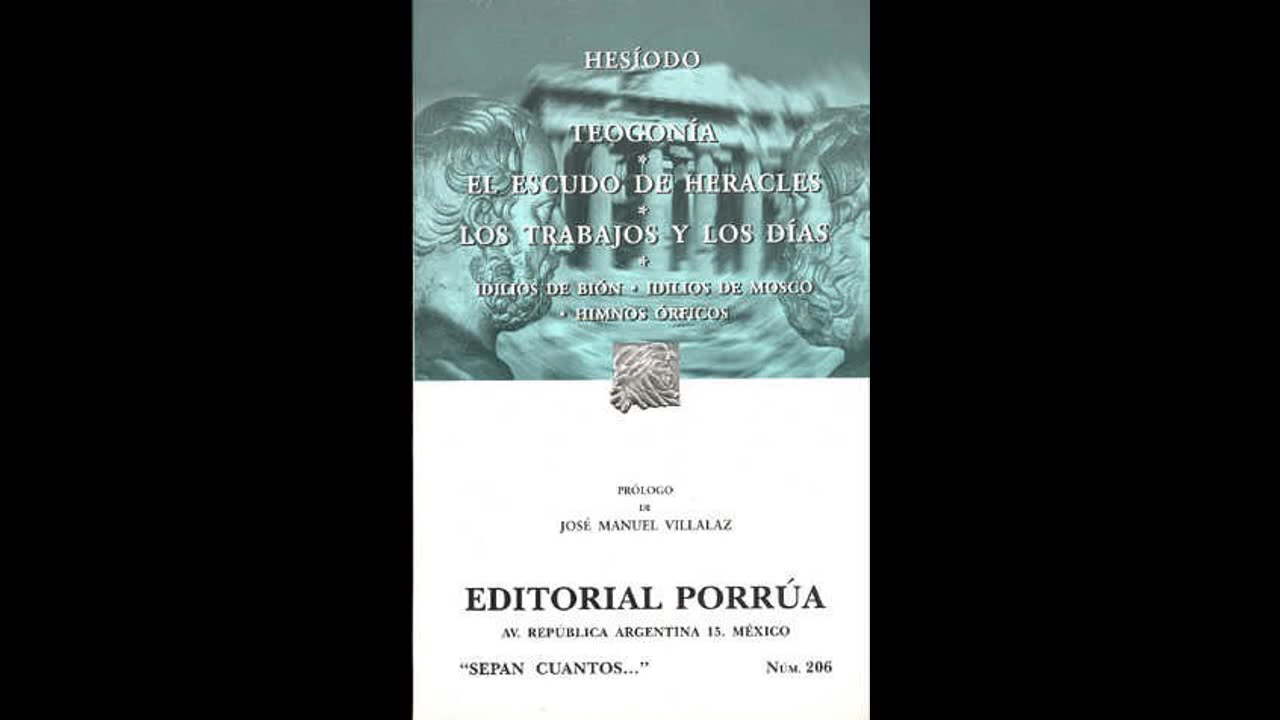 HESÍODO
TEOGONÍA
*
EL ESCUDO DE HERACLES
*
LOS TRABAJOS Y LOS DÍAS
*
IDILIOS DE BIÓN • IDILIOS DE MOSCO
• HIMNOS ÓRFICOS
PRÓLOGO
DE
JOSÉ MANUEL VILLALAZ
EDITORIAL PORRÚA
AV. REPÚBLICA ARGENTINA 15. MÉXICO
“SEPAN CUANTOS...” NÚM. 206